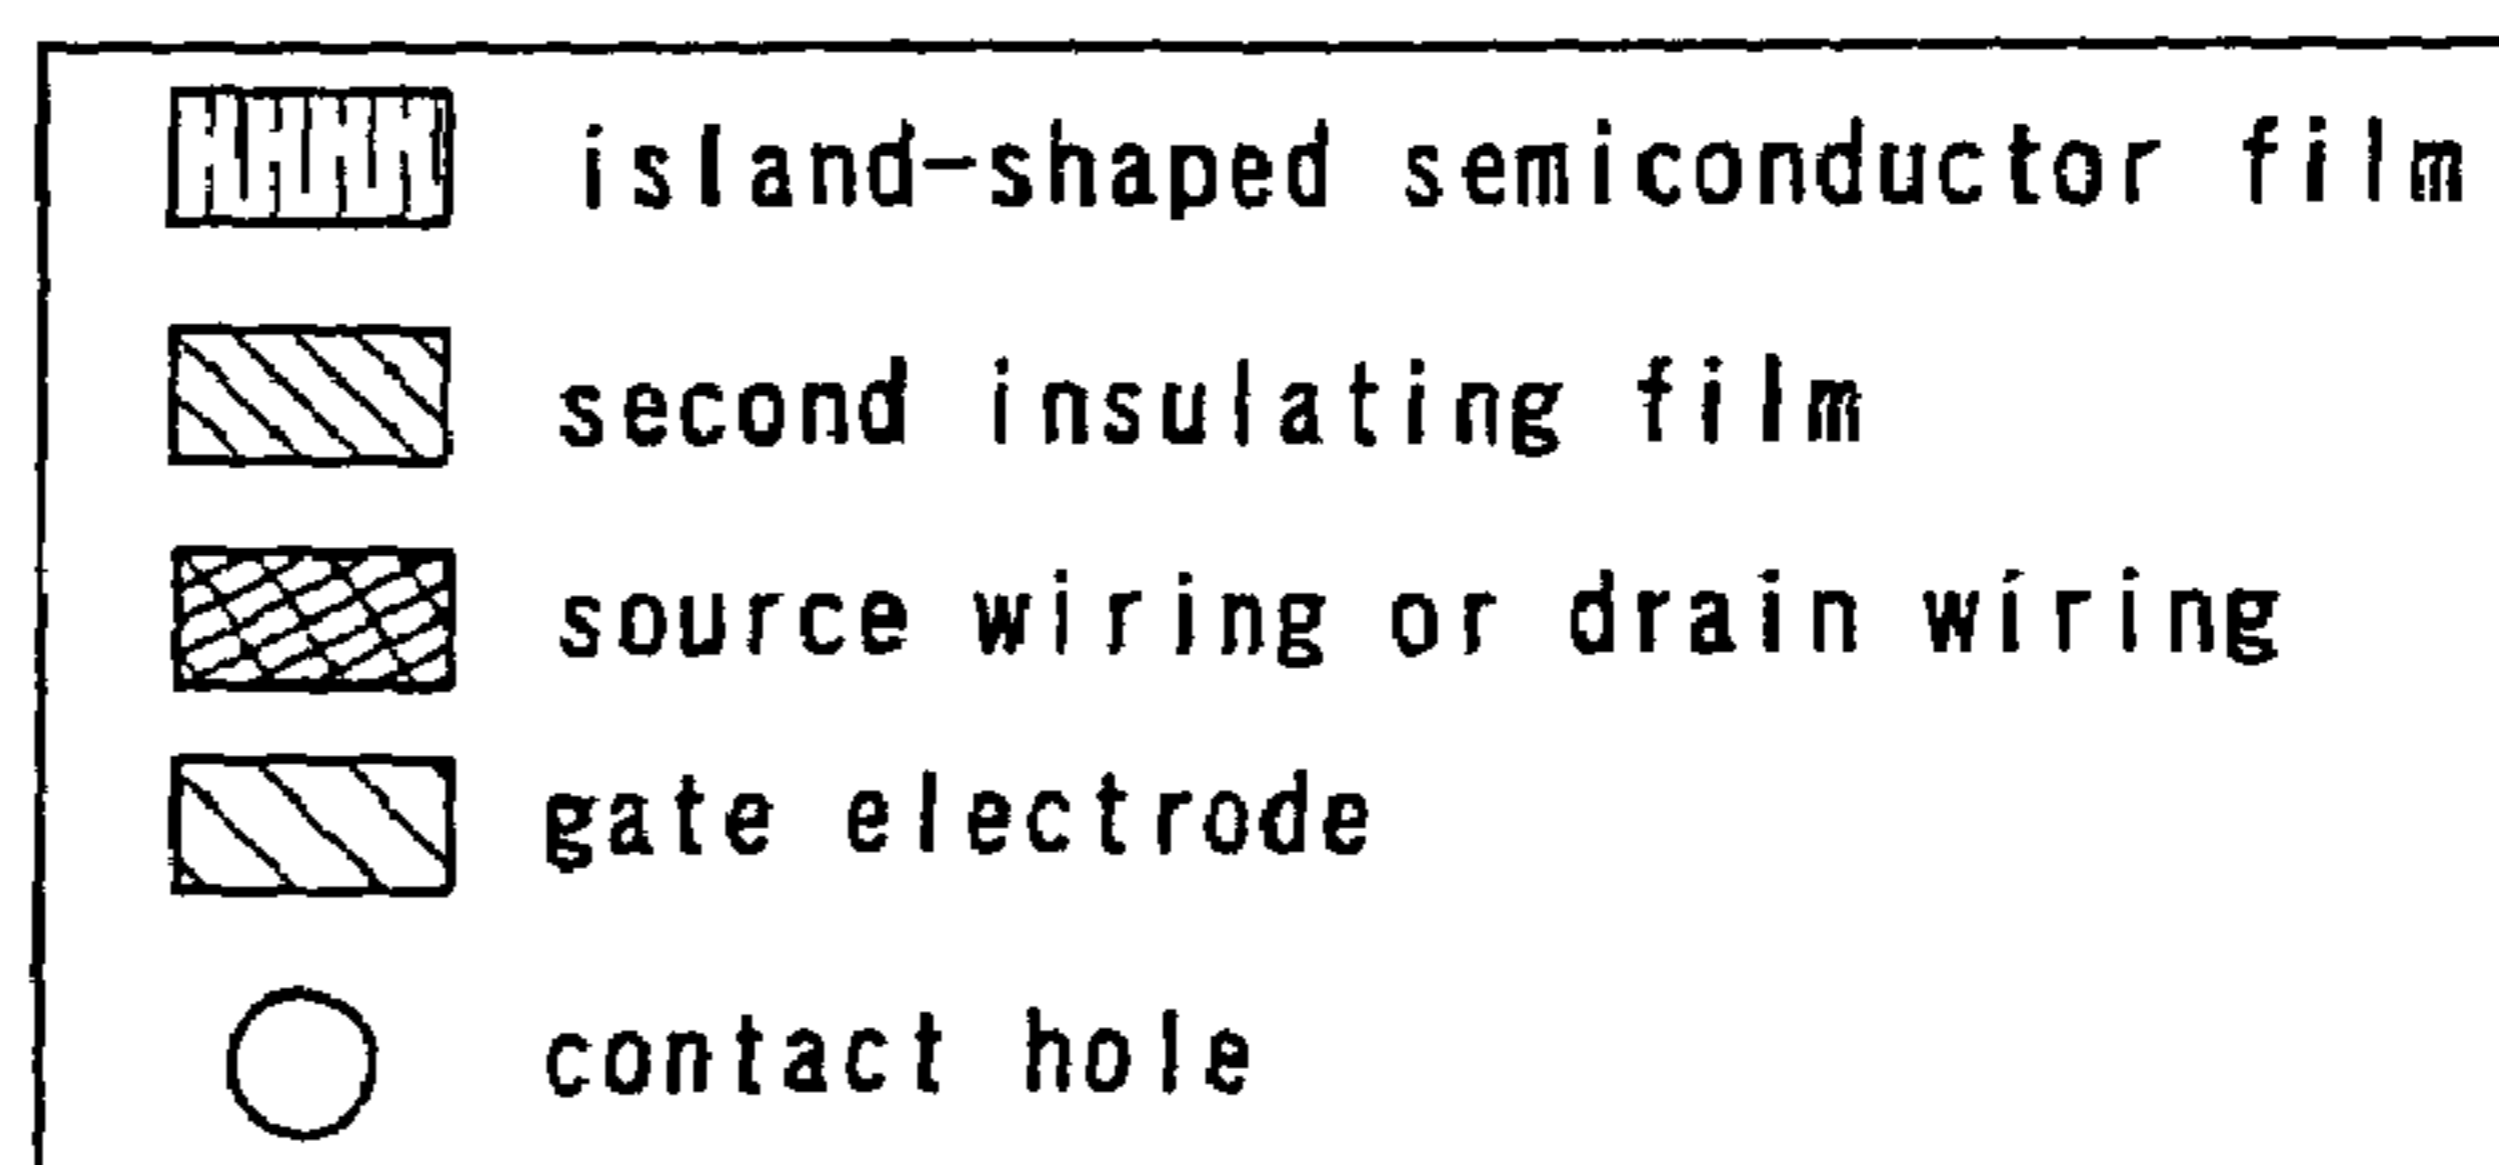 island-shaped semiconductor film
second insulating film
source wiring or drain wiring
gate electrode
contact hole